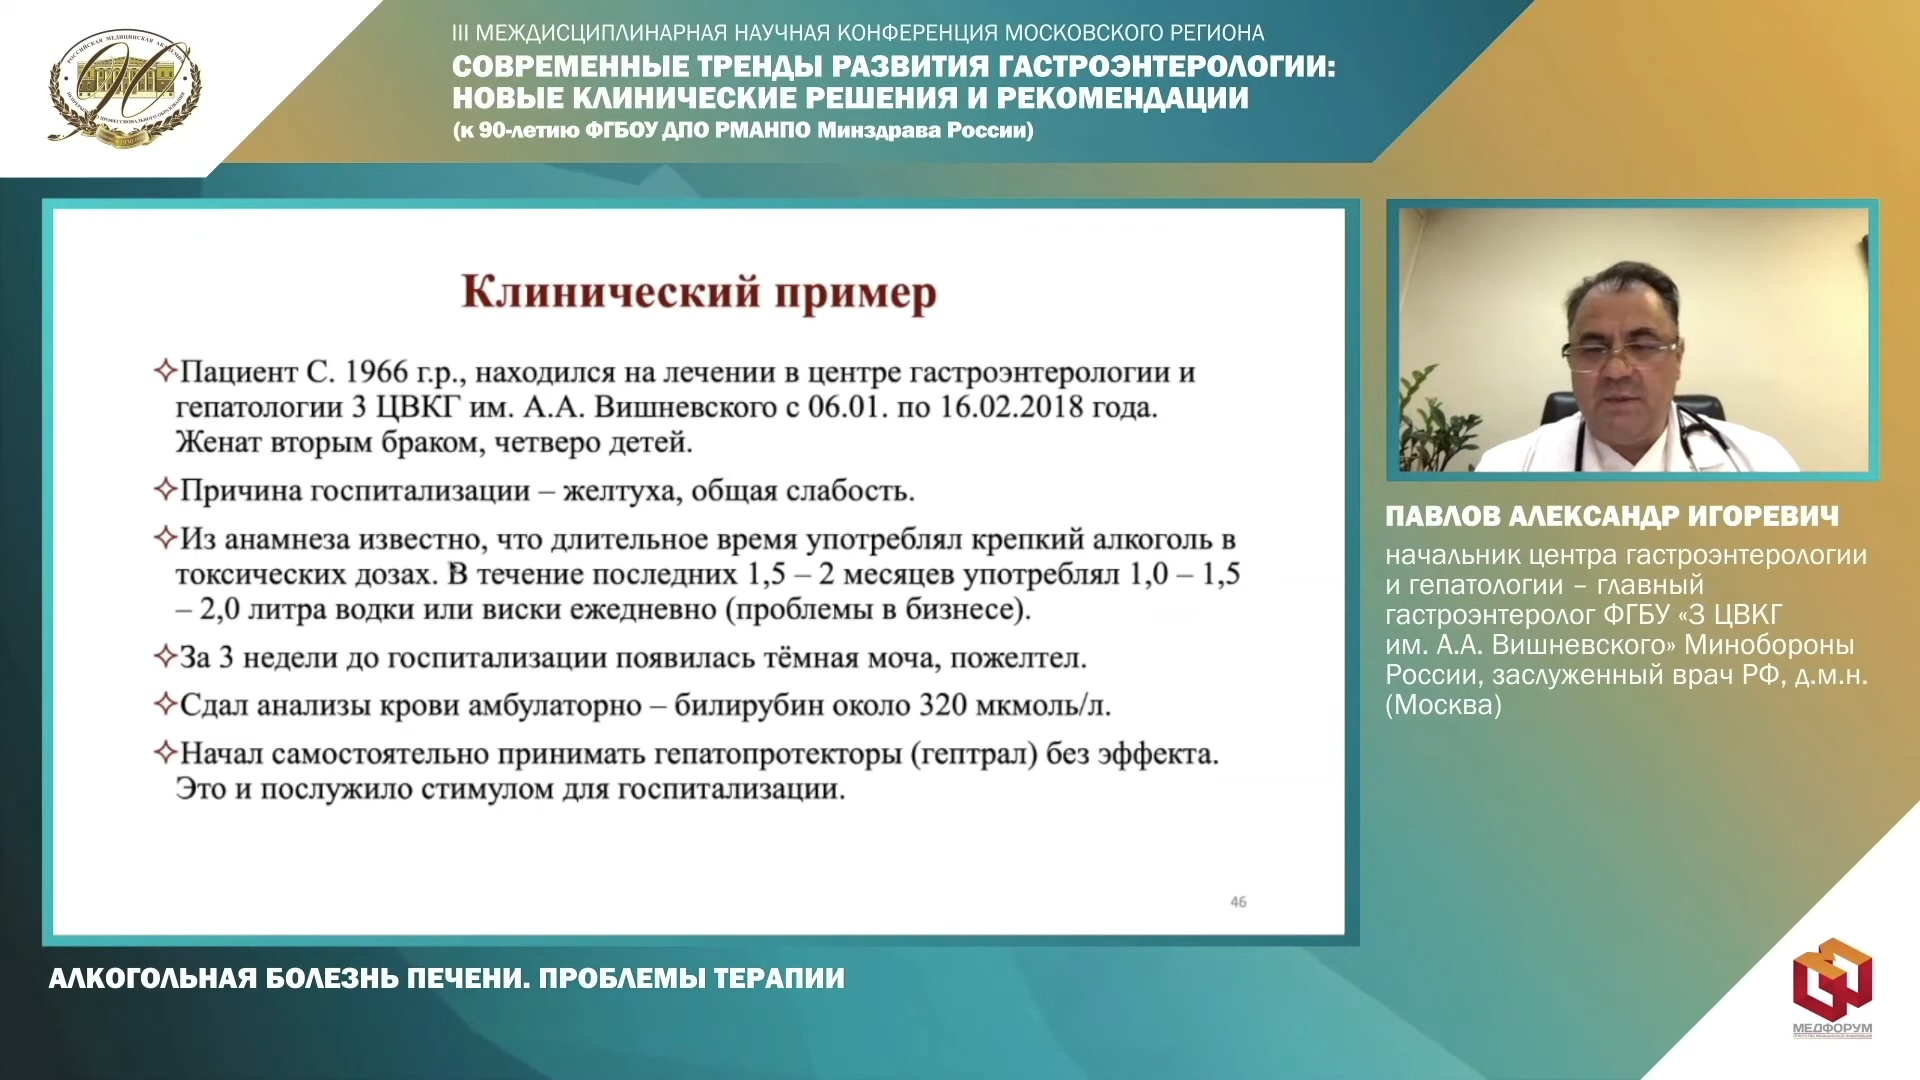 III МЕЖДИСЦИПЛИНАРНАЯ НАУЧНАЯ КОНФЕРЕНЦИЯ МОСКОВСКОГО РЕГИОНА
СОВРЕМЕННЫЕ ТРЕНДЫ РАЗВИТИЯ ГАСТРОЭНТЕРОЛОГИИ:
НОВЫЕ КЛИНИЧЕСКИЕ РЕШЕНИЯ И РЕКОМЕНДАЦИИ
(к 90-летию ФГБОУ ДПО РМАНПО Минздрава России)
Клинический пример
✧Пациент С. 1966 г.р., находился на лечении в центре гастроэнтерологии и
гепатологии 3 ЦВКГ им. А.А. Вишневского с 06.01. по 16.02.2018 года.
Женат вторым браком, четверо детей.
✧Причина госпитализации – желтуха, общая слабость.
✧Из анамнеза известно, что длительное время употреблял крепкий алкоголь в
токсических дозах. В течение последних 1,5 – 2 месяцев употреблял 1,0 – 1,5
– 2,0 литра водки или виски ежедневно (проблемы в бизнесе).
✧За 3 недели до госпитализации появилась тёмная моча, пожелтел.
✧Сдал анализы крови амбулаторно – билирубин около 320 мкмоль/л.
✧Начал самостоятельно принимать гепатопротекторы (гептрал) без эффекта.
Это и послужило стимулом для госпитализации.
46
ПАВЛОВ АЛЕКСАНДР ИГОРЕВИЧ
начальник центра гастроэнтерологии
и гепатологии – главный
гастроэнтеролог ФГБУ «3 ЦВКГ
им. А.А. Вишневского» Минобороны
России, заслуженный врач РФ, д.м.н.
(Москва)
АЛКОГОЛЬНАЯ БОЛЕЗНЬ ПЕЧЕНИ. ПРОБЛЕМЫ ТЕРАПИИ
МЕДФОРУМ